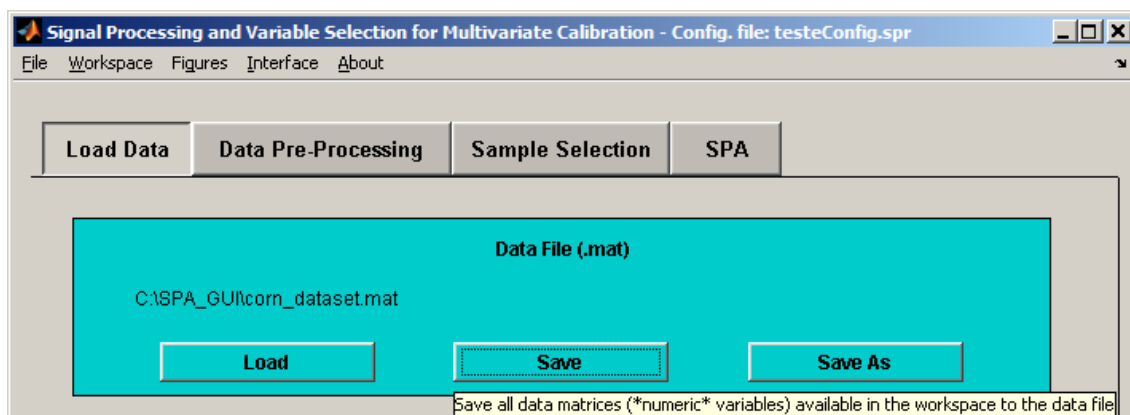 Signal Processing and Variable Selection for Multivariate Calibration - Config. file: testeConfig.spr
File Workspace Figures Interface About
Load Data Data Pre-Processing Sample Selection SPA
Data File (.mat)
C:\SPA_GUI\corn_dataset.mat
Load Save Save As
Save all data matrices (*numeric* variables) available in the workspace to the data file